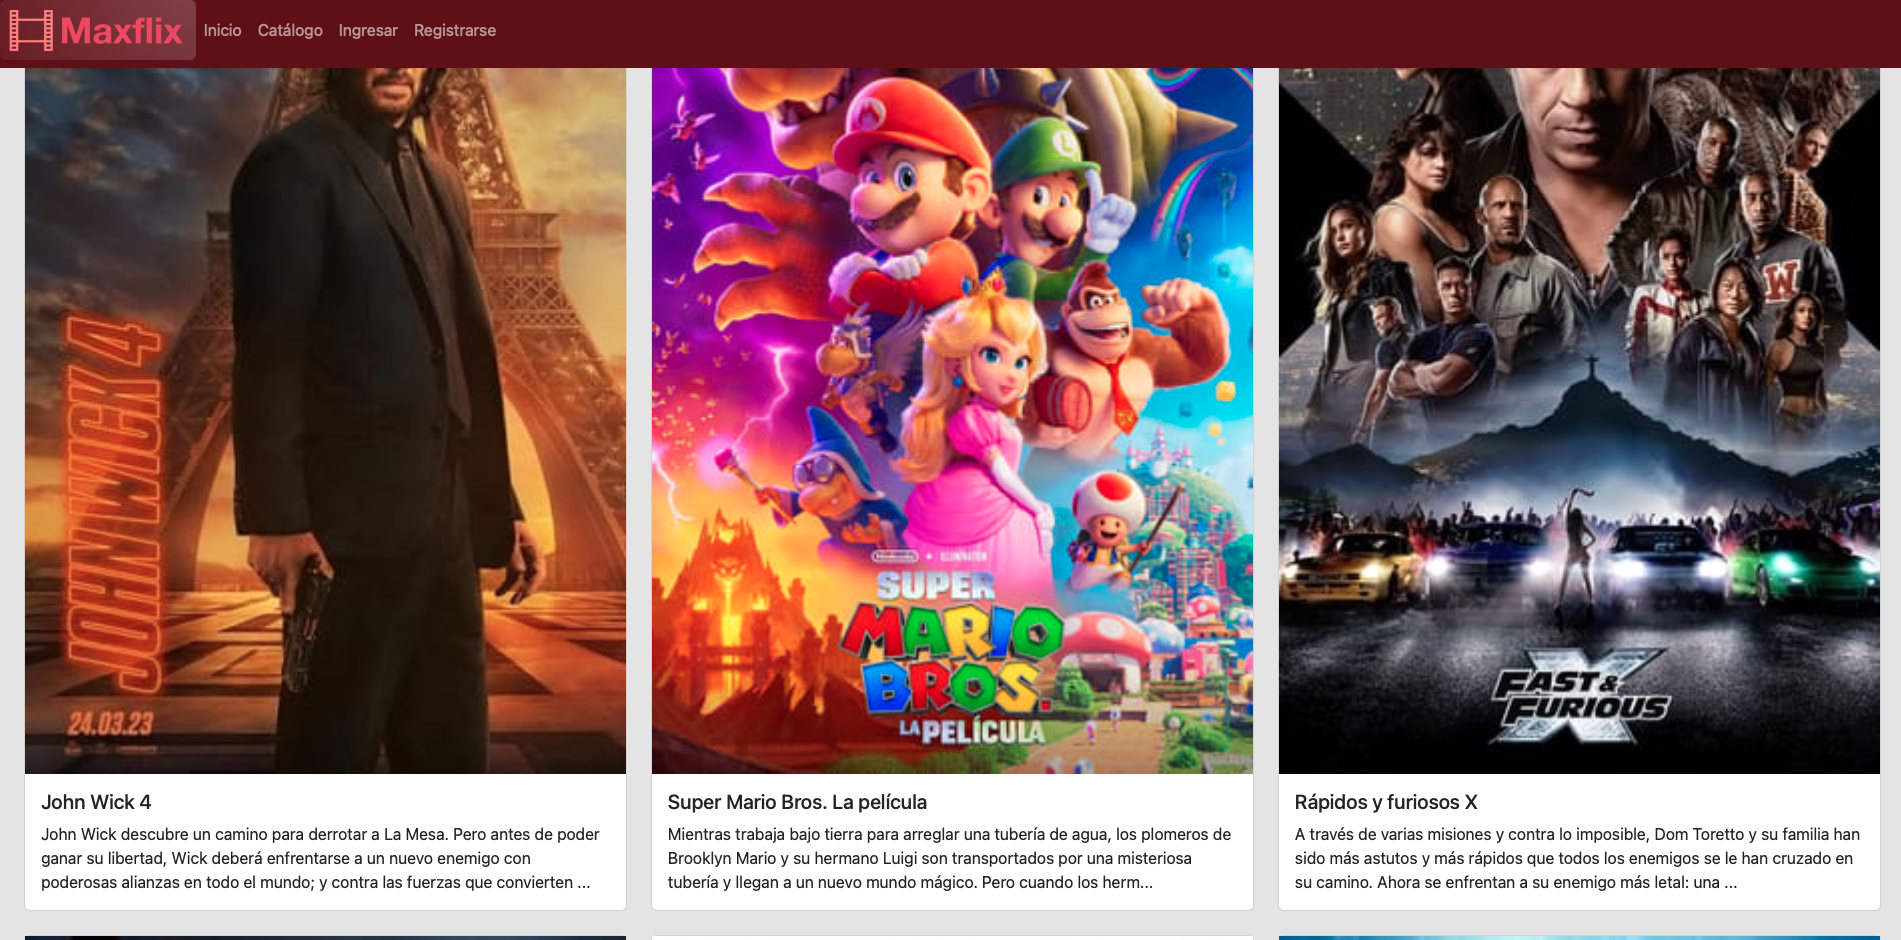 Maxflix Inicio Catálogo Ingresar Registrarse
JOHN WICK 4
24.03.23
John Wick 4
John Wick descubre un camino para derrotar a La Mesa. Pero antes de poder
ganar su libertad, Wick deberá enfrentarse a un nuevo enemigo con
poderosas alianzas en todo el mundo; y contra las fuerzas que convierten ...
M
L
Nintendo + ILLUMINATION
SUPER
MARIO
BROS.
LA PELÍCULA
Super Mario Bros. La película
Mientras trabaja bajo tierra para arreglar una tubería de agua, los plomeros de
Brooklyn Mario y su hermano Luigi son transportados por una misteriosa
tubería y llegan a un nuevo mundo mágico. Pero cuando los herm...
W
X
FAST &
FURIOUS
Rápidos y furiosos X
A través de varias misiones y contra lo imposible, Dom Toretto y su familia han
sido más astutos y más rápidos que todos los enemigos se le han cruzado en
su camino. Ahora se enfrentan a su enemigo más letal: una ...